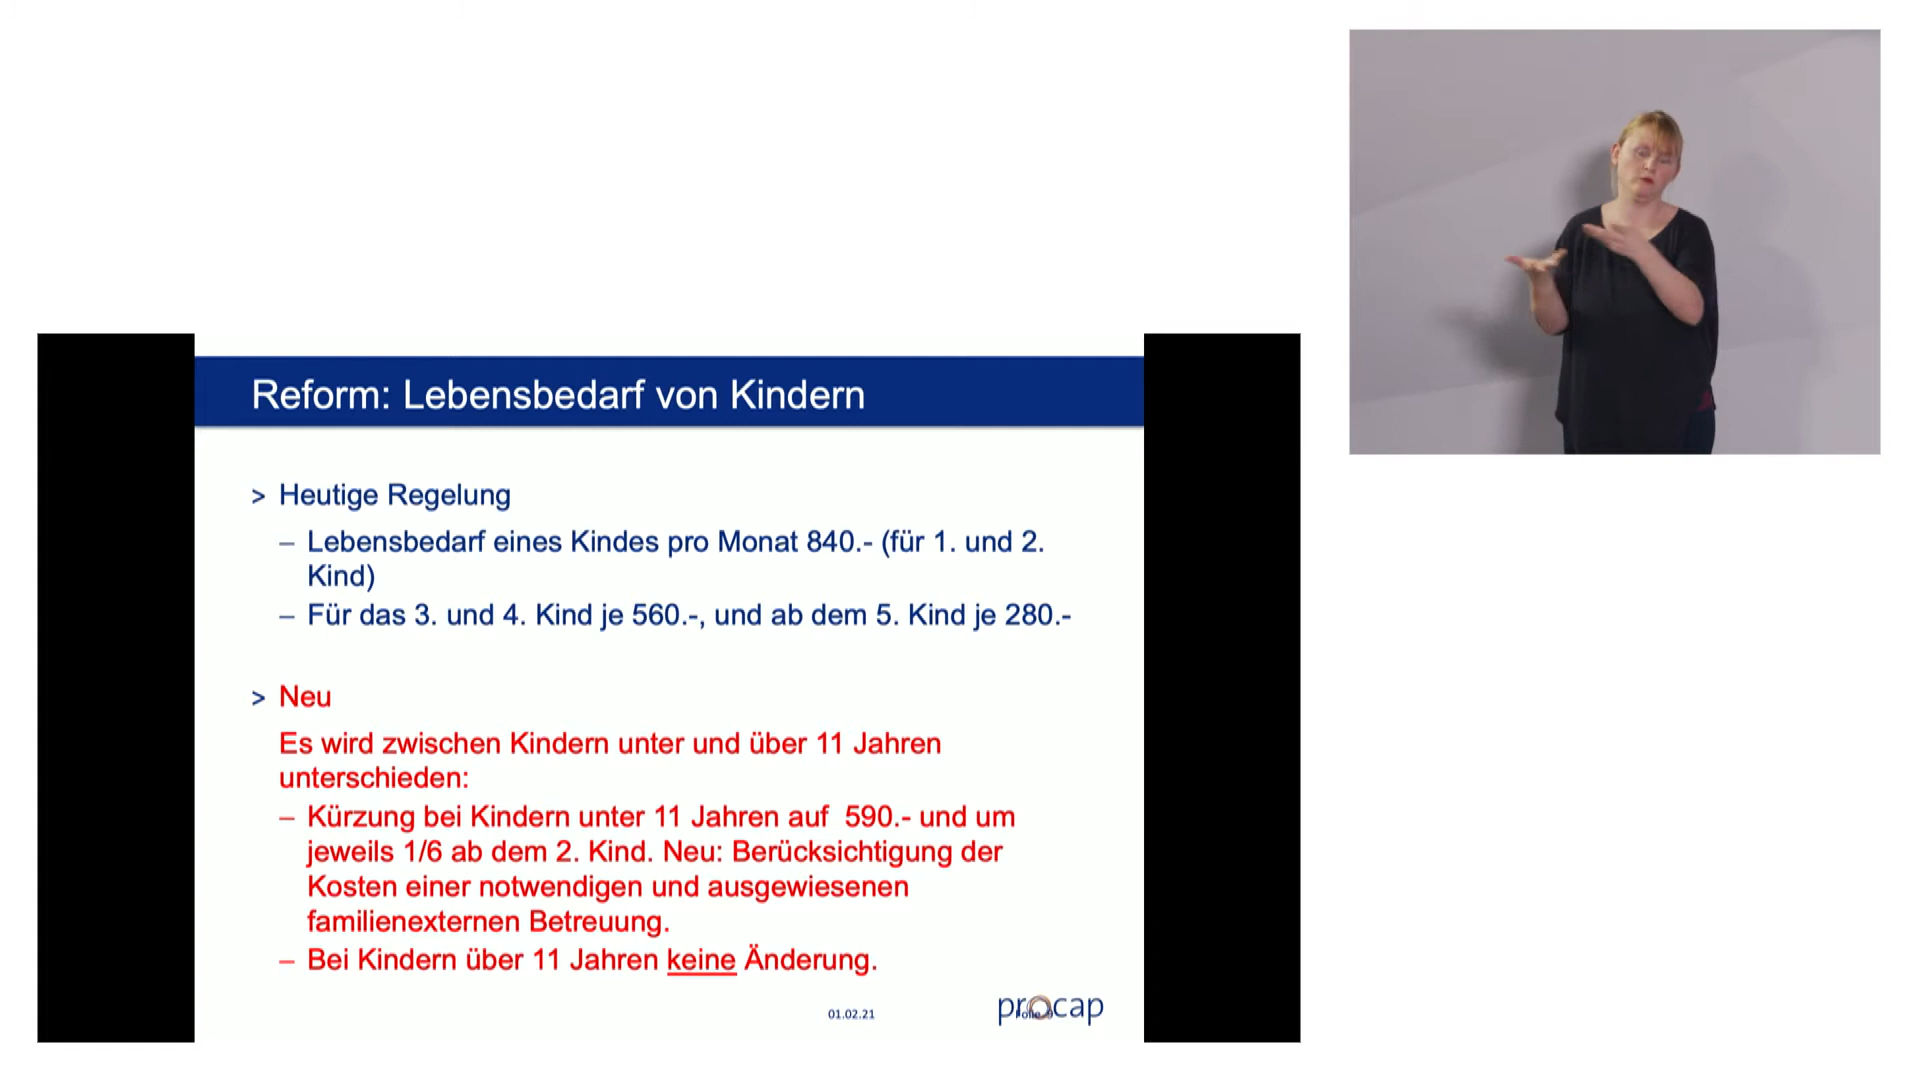 Reform: Lebensbedarf von Kindern
> Heutige Regelung
– Lebensbedarf eines Kindes pro Monat 840.- (für 1. und 2.
Kind)
– Für das 3. und 4. Kind je 560.-, und ab dem 5. Kind je 280.-
> Neu
Es wird zwischen Kindern unter und über 11 Jahren
unterschieden:
– Kürzung bei Kindern unter 11 Jahren auf  590.- und um
jeweils 1/6 ab dem 2. Kind. Neu: Berücksichtigung der
Kosten einer notwendigen und ausgewiesenen
familienexternen Betreuung.
– Bei Kindern über 11 Jahren keine Änderung.
01.02.21
procap